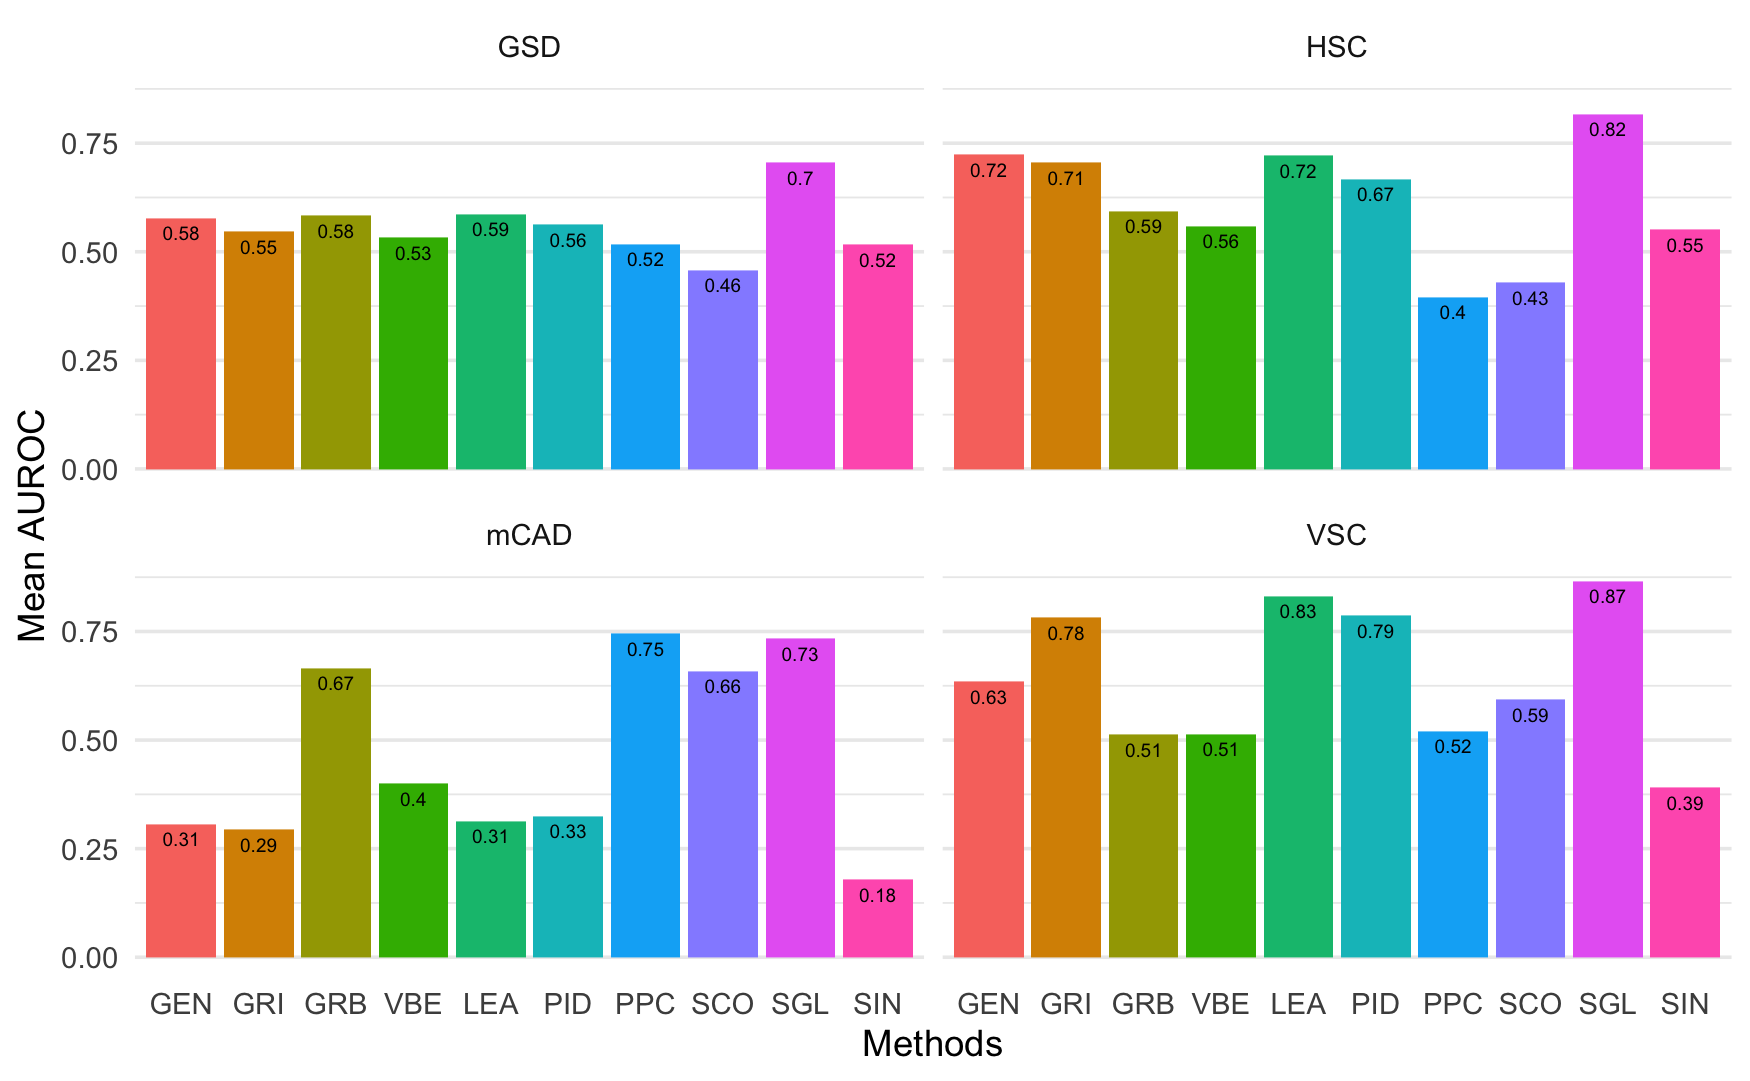 GSD
HSC
0.75
0.50
0.25
0.00
0.58 0.55 0.58 0.53 0.59 0.56 0.52 0.46 0.7 0.52
0.72 0.71 0.59 0.56 0.72 0.67 0.4 0.43 0.82 0.55
Mean AUROC
mCAD
VSC
0.75
0.50
0.25
0.00
0.31 0.29 0.67 0.4 0.31 0.33 0.75 0.66 0.73 0.18
0.63 0.78 0.51 0.51 0.83 0.79 0.52 0.59 0.87 0.39
GEN GRI GRB VBE LEA PID PPC SCO SGL SIN
GEN GRI GRB VBE LEA PID PPC SCO SGL SIN
Methods